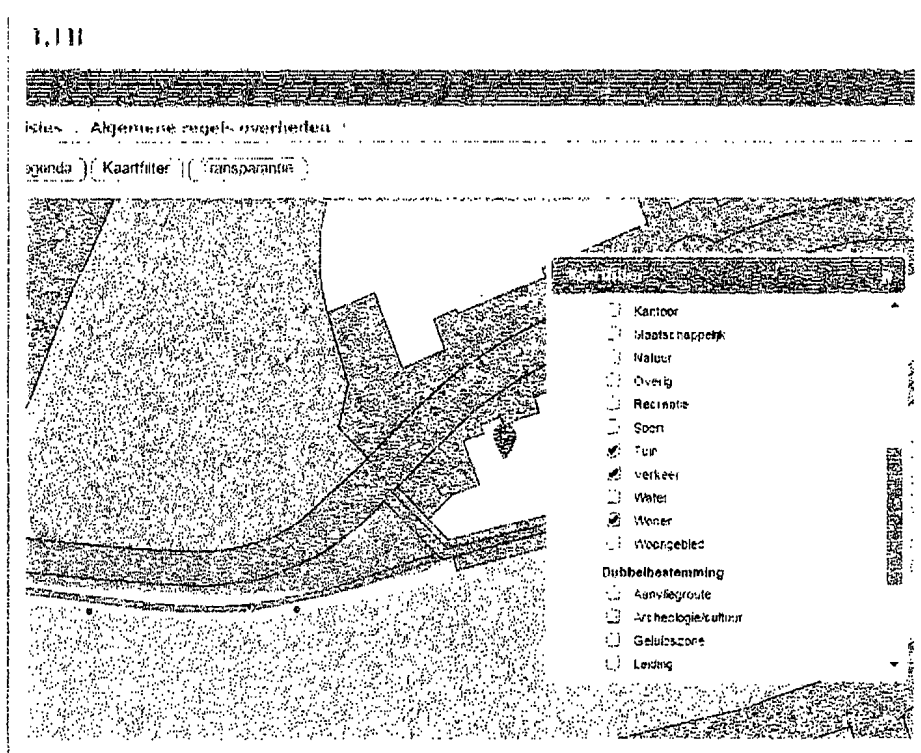 Algemene regels overheden
Kaartfilter Transparantie
Kantoor
Maatschappelijk
Natuur
Overig
Recreatie
Sport
Tuin
Verkeer
Water
Wonen
Woongebied
Dubbelbestemming
Aanvliegroute
Archeologie/cultuur
Geluidszone
Leiding